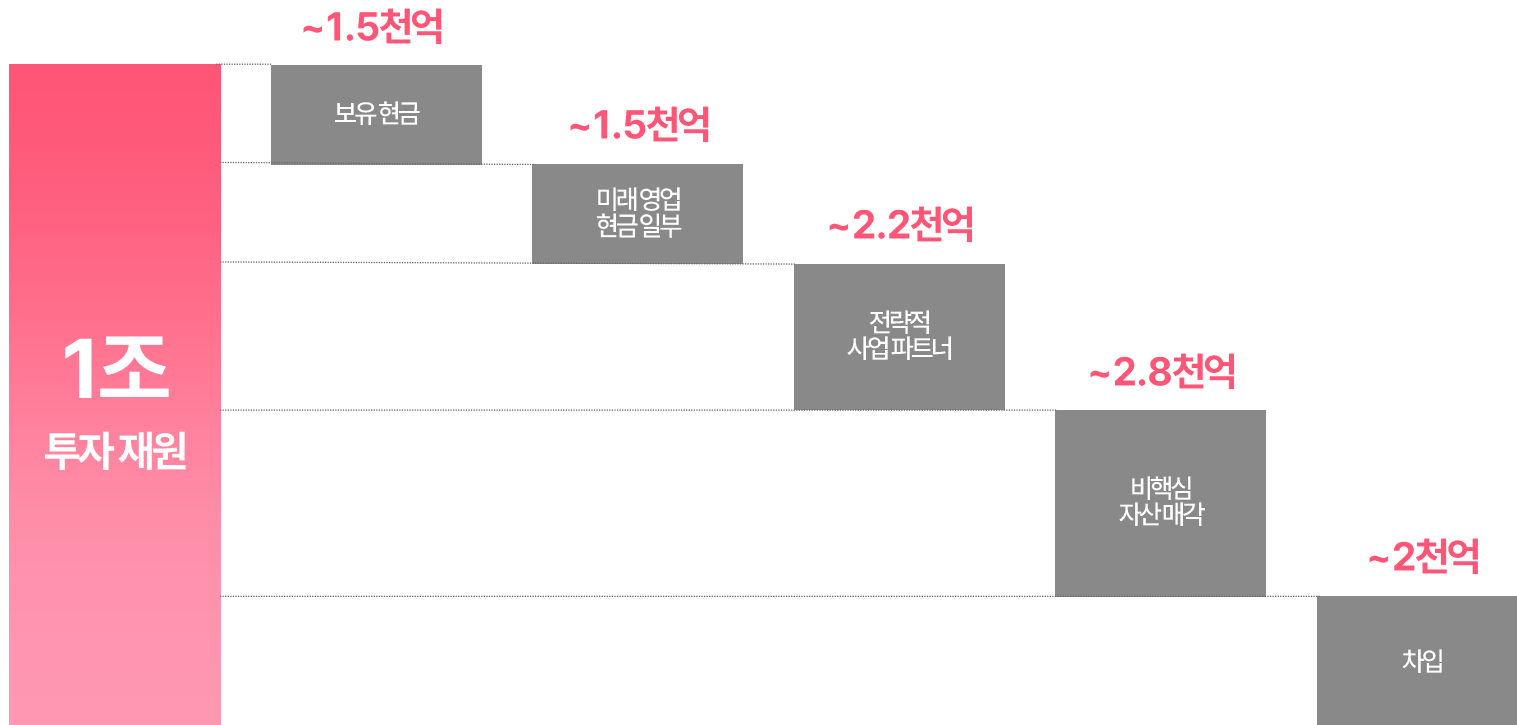 ~1.5천억
보유 현금
~1.5천억
미래 영업
현금 일부
~2.2천억
전략적
사업 파트너
1조
투자 재원
~2.8천억
비핵심
자산 매각
~2천억
차입